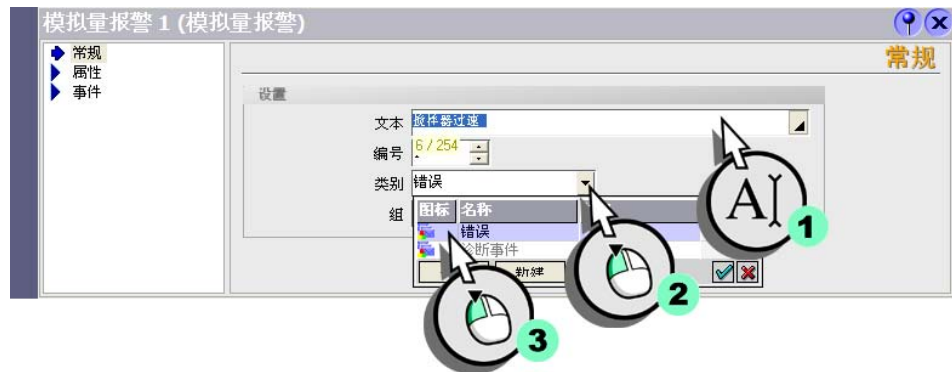 模拟量报警 1 (模拟量报警)
常规
属性
事件
常规
设置
文本 搅拌器过速
编号 6 / 254
类别 错误
组
图标 名称
错误
诊断事件
新建
A
1
2
3